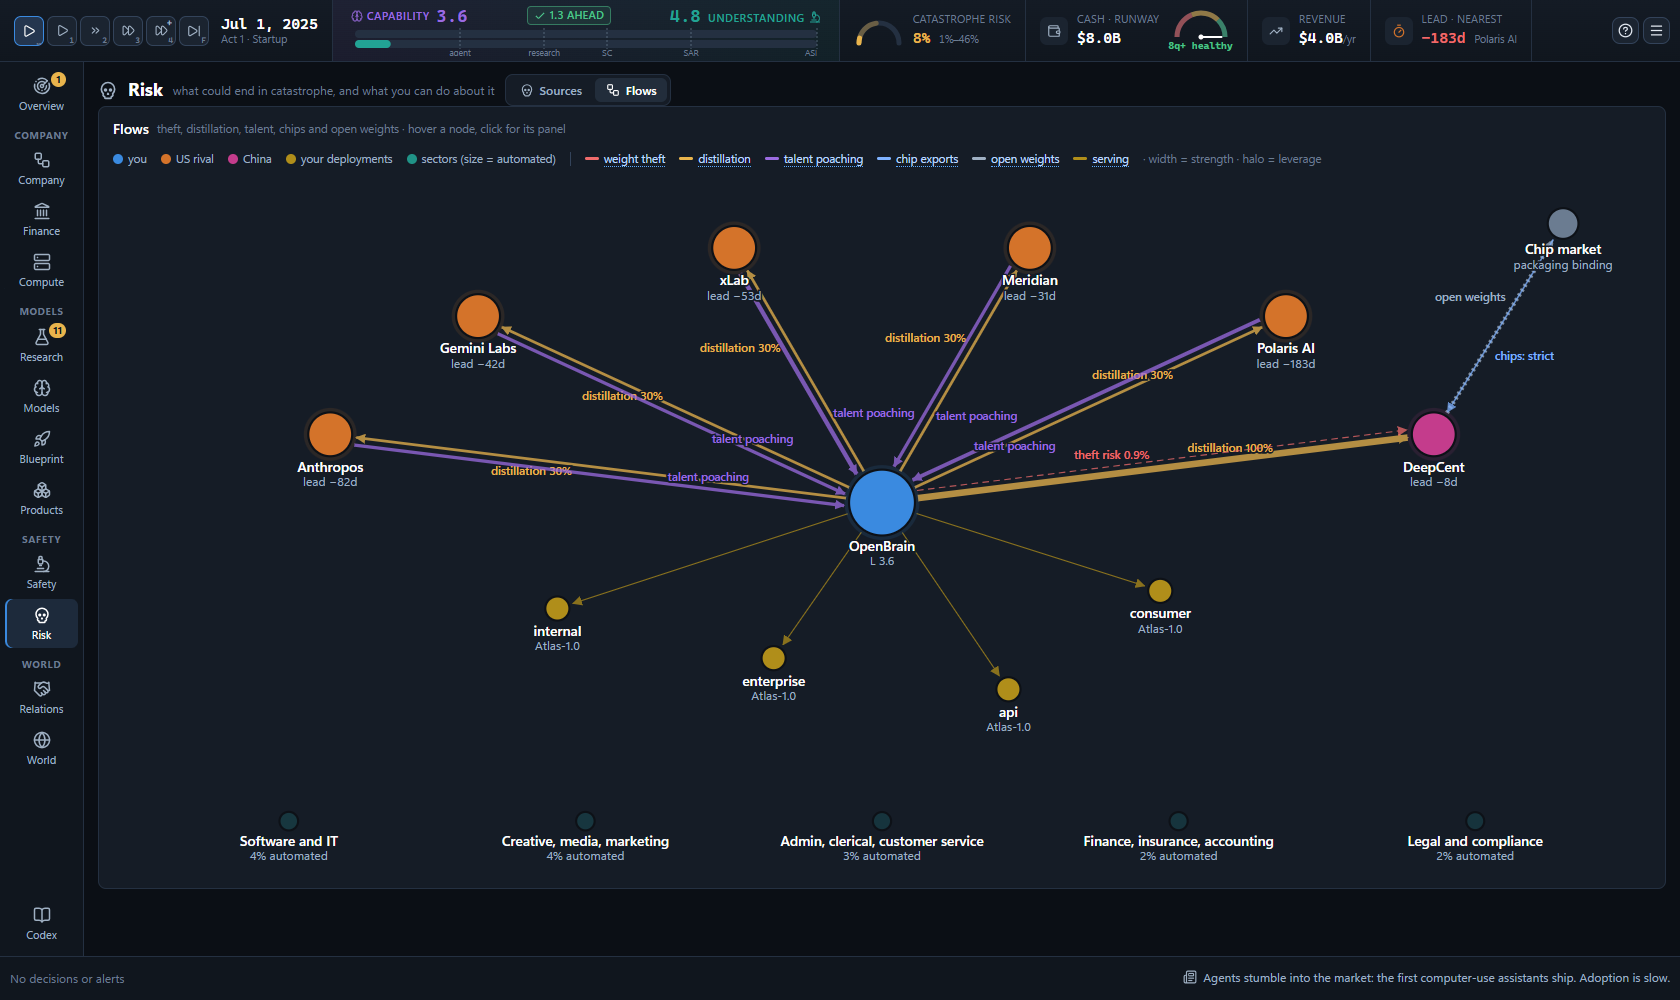 1
2
3
4
F
Jul 1, 2025
Act 1 · Startup
CAPABILITY 3.6
1.3 AHEAD
4.8 UNDERSTANDING
agent
research
SC
SAR
ASI
CATASTROPHE RISK
8% 1%–46%
CASH · RUNWAY
$8.0B
8q+ healthy
REVENUE
$4.0B/yr
LEAD · NEAREST
−183d Polaris AI
1
Overview
COMPANY
Company
Finance
Compute
MODELS
11
Research
Models
Blueprint
Products
SAFETY
Safety
Risk
WORLD
Relations
World
Codex
Risk what could end in catastrophe, and what you can do about it
Sources
Flows
Flows theft, distillation, talent, chips and open weights · hover a node, click for its panel
you
US rival
China
your deployments
sectors (size = automated)
weight theft
distillation
talent poaching
chip exports
open weights
serving
· width = strength · halo = leverage
xLab
lead −53d
Meridian
lead −31d
Chip market
packaging binding
Gemini Labs
lead −42d
Polaris AI
lead −183d
open weights
chips: strict
distillation 30%
distillation 30%
distillation 30%
distillation 30%
distillation 30%
talent poaching
talent poaching
talent poaching
talent poaching
talent poaching
Anthropos
lead −82d
theft risk 0.9%
distillation 100%
DeepCent
lead −8d
OpenBrain
L 3.6
internal
Atlas-1.0
enterprise
Atlas-1.0
api
Atlas-1.0
consumer
Atlas-1.0
Software and IT
4% automated
Creative, media, marketing
4% automated
Admin, clerical, customer service
3% automated
Finance, insurance, accounting
2% automated
Legal and compliance
2% automated
No decisions or alerts
Agents stumble into the market: the first computer-use assistants ship. Adoption is slow.